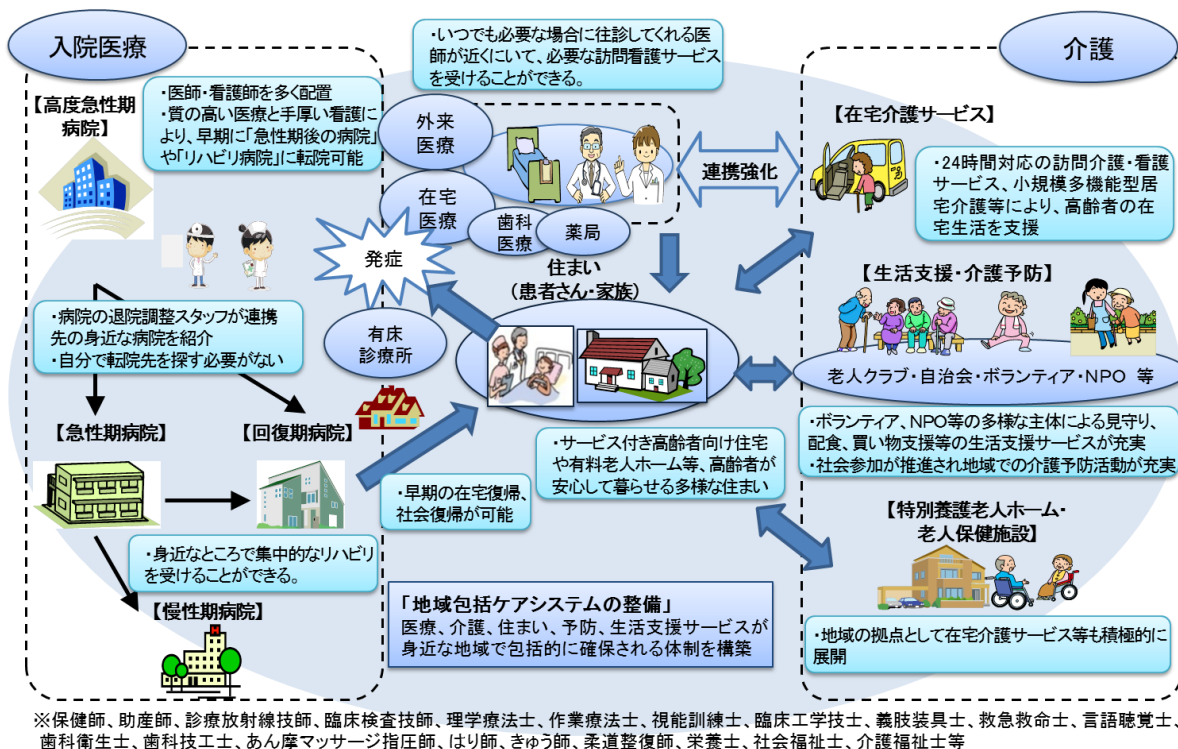 入院医療
【高度急性期
病院】
・医師・看護師を多く配置
・質の高い医療と手厚い看護に
より、早期に「急性期後の病院」
や「リハビリ病院」に転院可能
・病院の退院調整スタッフが連携
先の身近な病院を紹介
・自分で転院先を探す必要がない
【急性期病院】
【回復期病院】
・身近なところで集中的なリハビリ
を受けることができる。
【慢性期病院】
H
・いつでも必要な場合に往診してくれる医
師が近くにいて、必要な訪問看護サービス
を受けることができる。
外来
医療
在宅
医療
歯科
医療
薬局
連携強化
発症
住まい
(患者さん・家族)
有床
診療所
・早期の在宅復帰、
社会復帰が可能
・サービス付き高齢者向け住宅
や有料老人ホーム等、高齢者が
安心して暮らせる多様な住まい
「地域包括ケアシステムの整備」
医療、介護、住まい、予防、生活支援サービスが
身近な地域で包括的に確保される体制を構築
介護
【在宅介護サービス】
・24時間対応の訪問介護・看護
サービス、小規模多機能型居
宅介護等により、高齢者の在
宅生活を支援
【生活支援・介護予防】
老人クラブ・自治会・ボランティア・NPO 等
・ボランティア、NPO等の多様な主体による見守り、
配食、買い物支援等の生活支援サービスが充実
・社会参加が推進され地域での介護予防活動が充実
【特別養護老人ホーム・
老人保健施設】
・地域の拠点として在宅介護サービス等も積極的に
展開
※保健師、助産師、診療放射線技師、臨床検査技師、理学療法士、作業療法士、視能訓練士、臨床工学技士、義肢装具士、救急救命士、言語聴覚士、
歯科衛生士、歯科技工士、あん摩マッサージ指圧師、はり師、きゅう師、柔道整復師、栄養士、社会福祉士、介護福祉士等